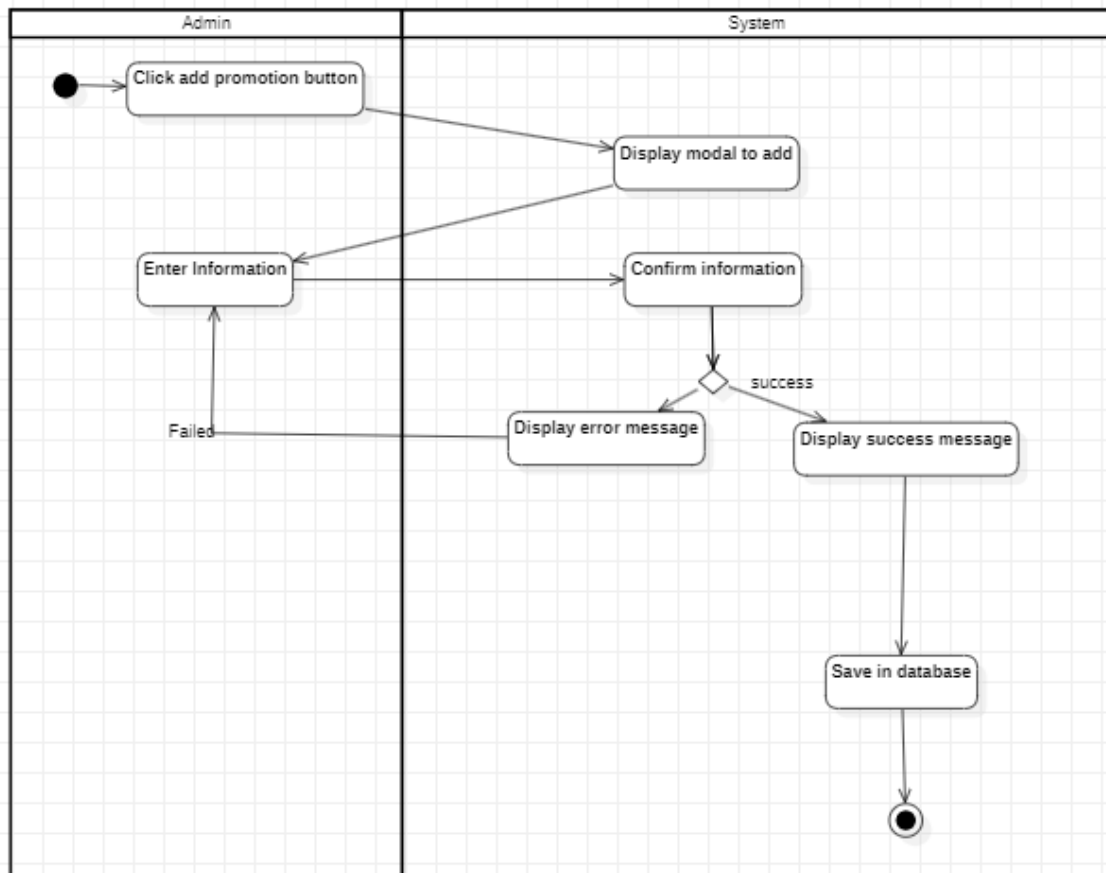 Admin
System
Click add promotion button
Display modal to add
Enter Information
Confirm information
success
Failed
Display error message
Display success message
Save in database